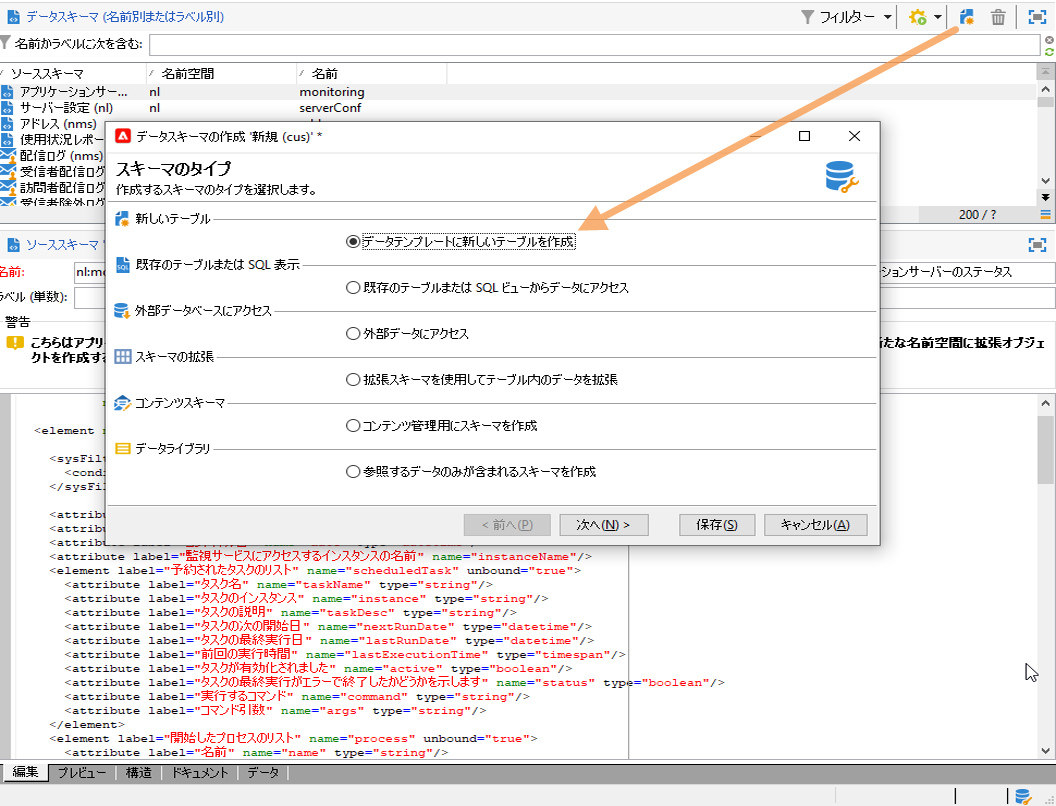 データスキーマ (名前別またはラベル別)
フィルター
名前かラベルに次を含む:
ソーススキーマ 名前空間 名前
アプリケーションサー... nl monitoring
サーバー設定 (nl) nl serverConf
アドレス (nms)
使用状況レポー
配信ログ (nms)
受信者配信ログ
訪問者配信ログ
受信者除外ログ
200 / ?
データスキーマの作成 '新規 (cus)' *
スキーマのタイプ
作成するスキーマのタイプを選択します。
新しいテーブル
データテンプレートに新しいテーブルを作成
既存のテーブルまたは SQL 表示
既存のテーブルまたは SQL ビューからデータにアクセス
外部データベースにアクセス
外部データにアクセス
スキーマの拡張
拡張スキーマを使用してテーブル内のデータを拡張
コンテンツスキーマ
コンテンツ管理用にスキーマを作成
データライブラリ
参照するデータのみが含まれるスキーマを作成
< 前へ(P) 次へ(N) > 保存(S) キャンセル(A)
ソーススキーマ '
名前: nl:mo ションサーバーのステータス
ラベル (単数):
警告
こちらはアプリ たな名前空間に拡張オブジェ
クトを作成す
<element
<sysFilt
<condi
</sysFi
<attribu
<attribu
<attribu
<attribute label="監視サービスにアクセスするインスタンスの名前" name="instanceName"/>
<element label="予約されたタスクのリスト" name="scheduledTask" unbound="true">
<attribute label="タスク名" name="taskName" type="string"/>
<attribute label="タスクのインスタンス" name="instance" type="string"/>
<attribute label="タスクの説明" name="taskDesc" type="string"/>
<attribute label="タスクの次の開始日" name="nextRunDate" type="datetime"/>
<attribute label="タスクの最終実行日" name="lastRunDate" type="datetime"/>
<attribute label="前回の実行時間" name="lastExecutionTime" type="timespan"/>
<attribute label="タスクが有効化されました" name="active" type="boolean"/>
<attribute label="タスクの最終実行がエラーで終了したかどうかを示します" name="status" type="boolean"/>
<attribute label="実行するコマンド" name="command" type="string"/>
<attribute label="コマンド引数" name="args" type="string"/>
</element>
<element label="開始したプロセスのリスト" name="process" unbound="true">
<attribute label="名前" name="name" type="string"/>
編集 プレビュー 構造 ドキュメント データ